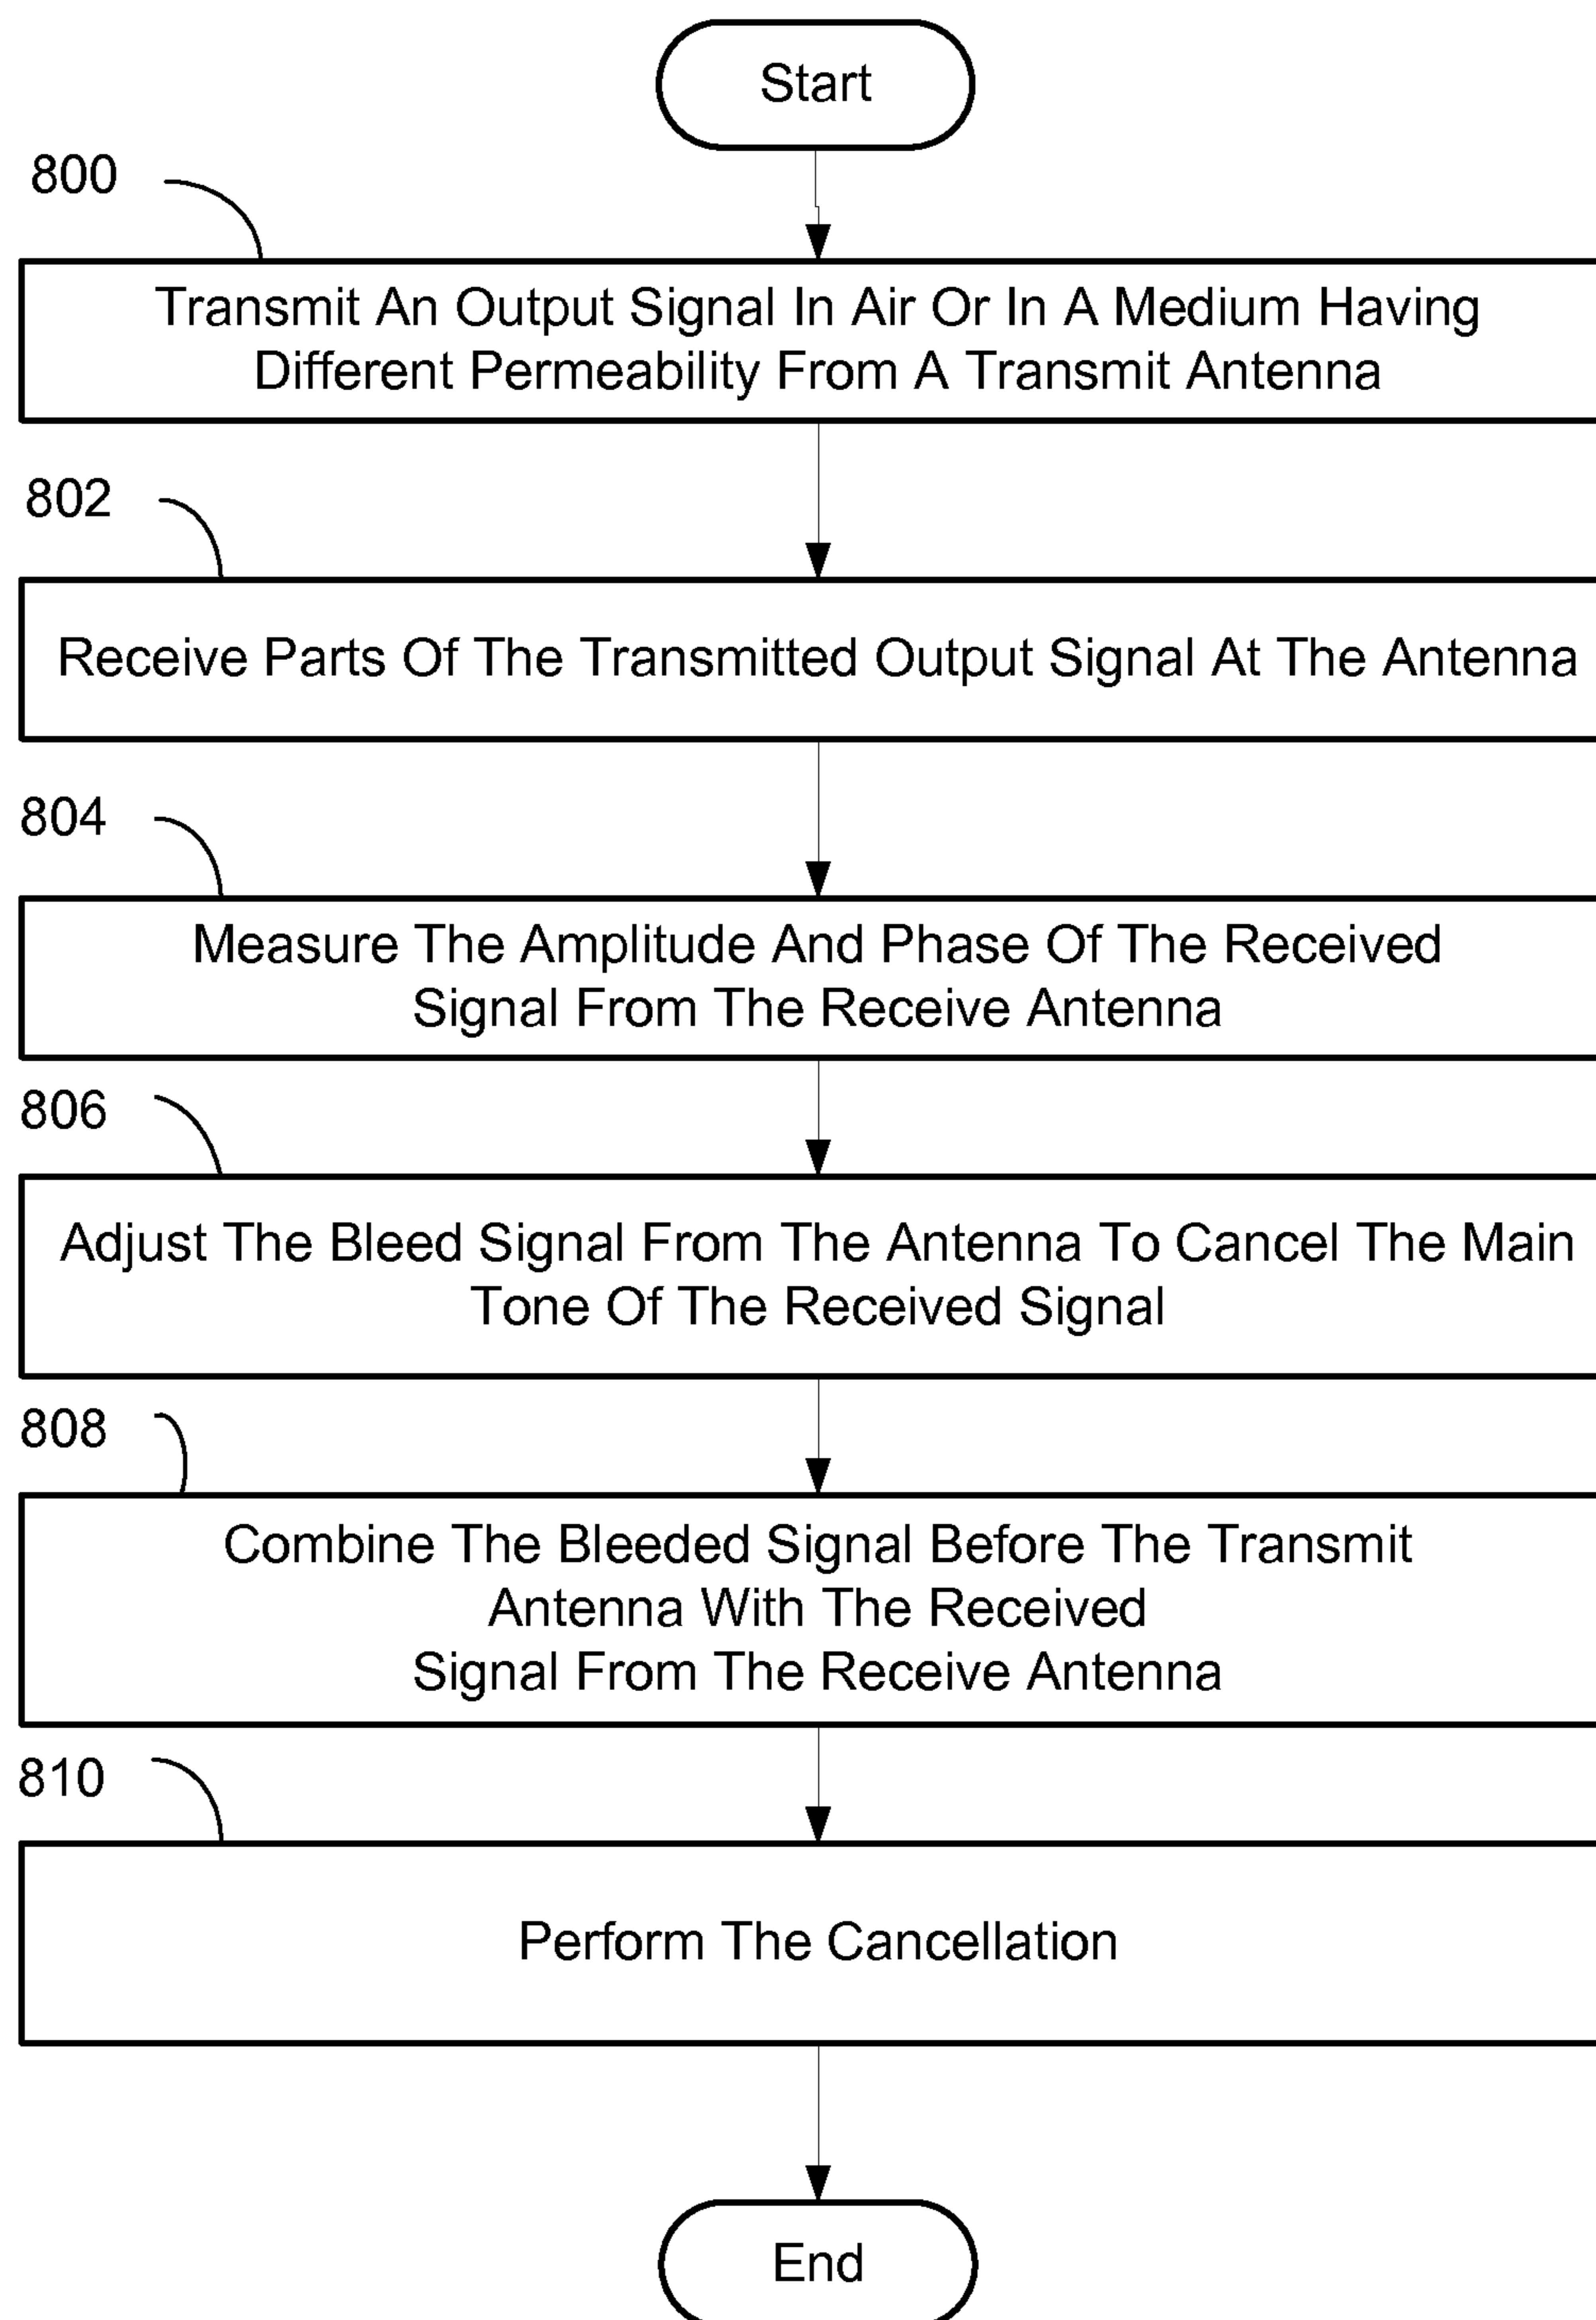 Start
800
Transmit An Output Signal In Air Or In A Medium Having
Different Permeability From A Transmit Antenna
802
Receive Parts Of The Transmitted Output Signal At The Antenna
804
Measure The Amplitude And Phase Of The Received
Signal From The Receive Antenna
806
Adjust The Bleed Signal From The Antenna To Cancel The Main
Tone Of The Received Signal
808
Combine The Bleeded Signal Before The Transmit
Antenna With The Received
Signal From The Receive Antenna
810
Perform The Cancellation
End